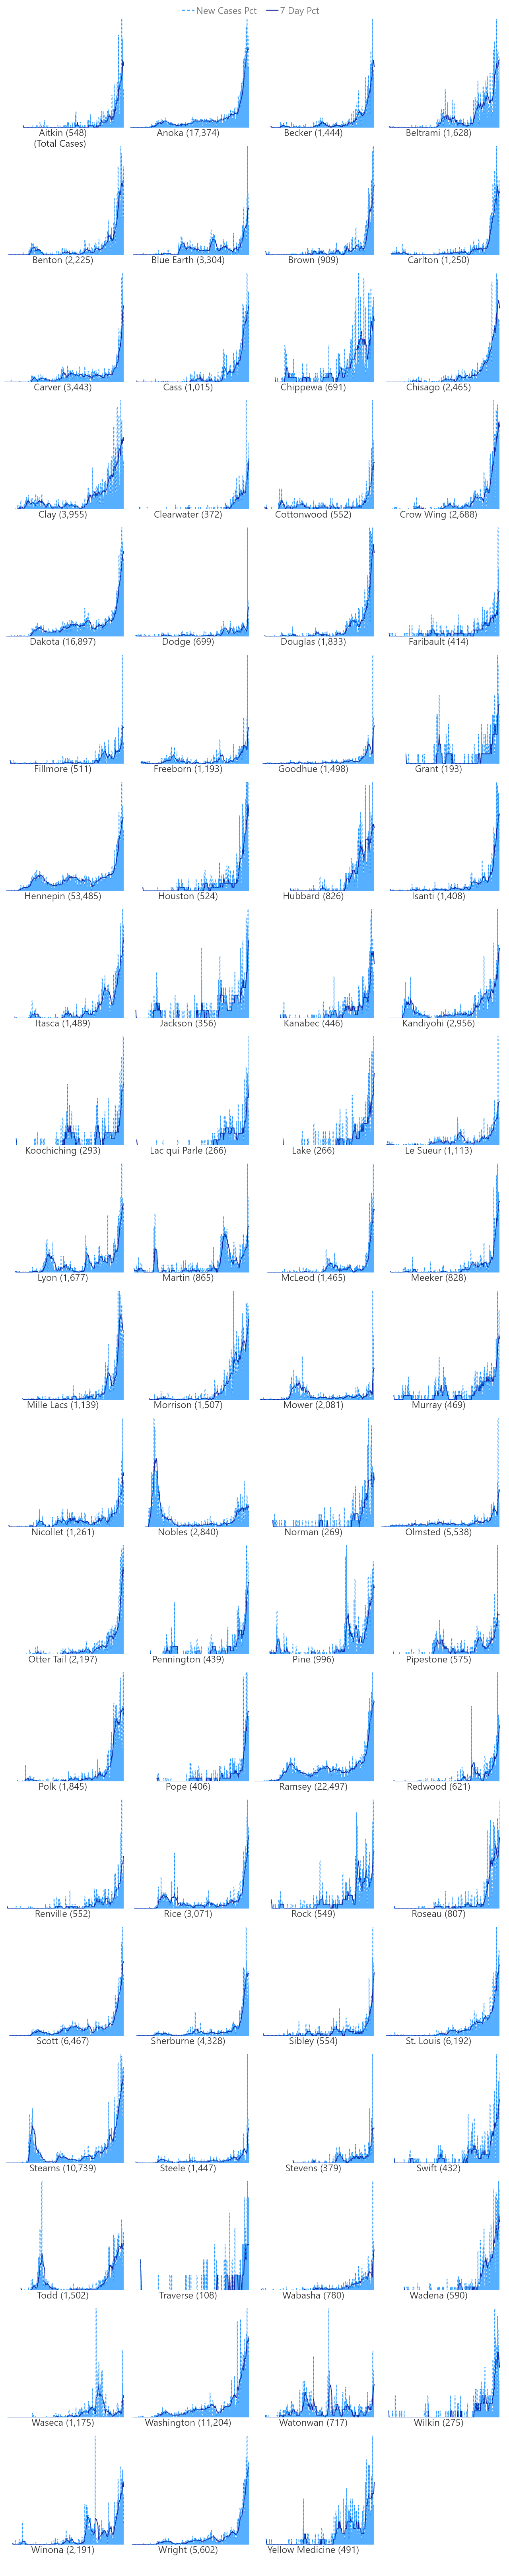 New Cases Pct 7 Day Pct
Aitkin (548) Anoka (17,374) Becker (1,444) Beltrami (1,628)
(Total Cases)
Benton (2,225) Blue Earth (3,304) Brown (909) Carlton (1,250)
Carver (3,443) Cass (1,015) Chippewa (691) Chisago (2,465)
Clay (3,955) Clearwater (372) Cottonwood (552) Crow Wing (2,688)
Dakota (16,897) Dodge (699) Douglas (1,833) Faribault (414)
Fillmore (511) Freeborn (1,193) Goodhue (1,498) Grant (193)
Hennepin (53,485) Houston (524) Hubbard (826) Isanti (1,408)
Itasca (1,489) Jackson (356) Kanabec (446) Kandiyohi (2,956)
Koochiching (293) Lac qui Parle (266) Lake (266) Le Sueur (1,113)
Lyon (1,677) Martin (865) McLeod (1,465) Meeker (828)
Mille Lacs (1,139) Morrison (1,507) Mower (2,081) Murray (469)
Nicollet (1,261) Nobles (2,840) Norman (269) Olmsted (5,538)
Otter Tail (2,197) Pennington (439) Pine (996) Pipestone (575)
Polk (1,845) Pope (406) Ramsey (22,497) Redwood (621)
Renville (552) Rice (3,071) Rock (549) Roseau (807)
Scott (6,467) Sherburne (4,328) Sibley (554) St. Louis (6,192)
Stearns (10,739) Steele (1,447) Stevens (379) Swift (432)
Todd (1,502) Traverse (108) Wabasha (780) Wadena (590)
Waseca (1,175) Washington (11,204) Watonwan (717) Wilkin (275)
Winona (2,191) Wright (5,602) Yellow Medicine (491)